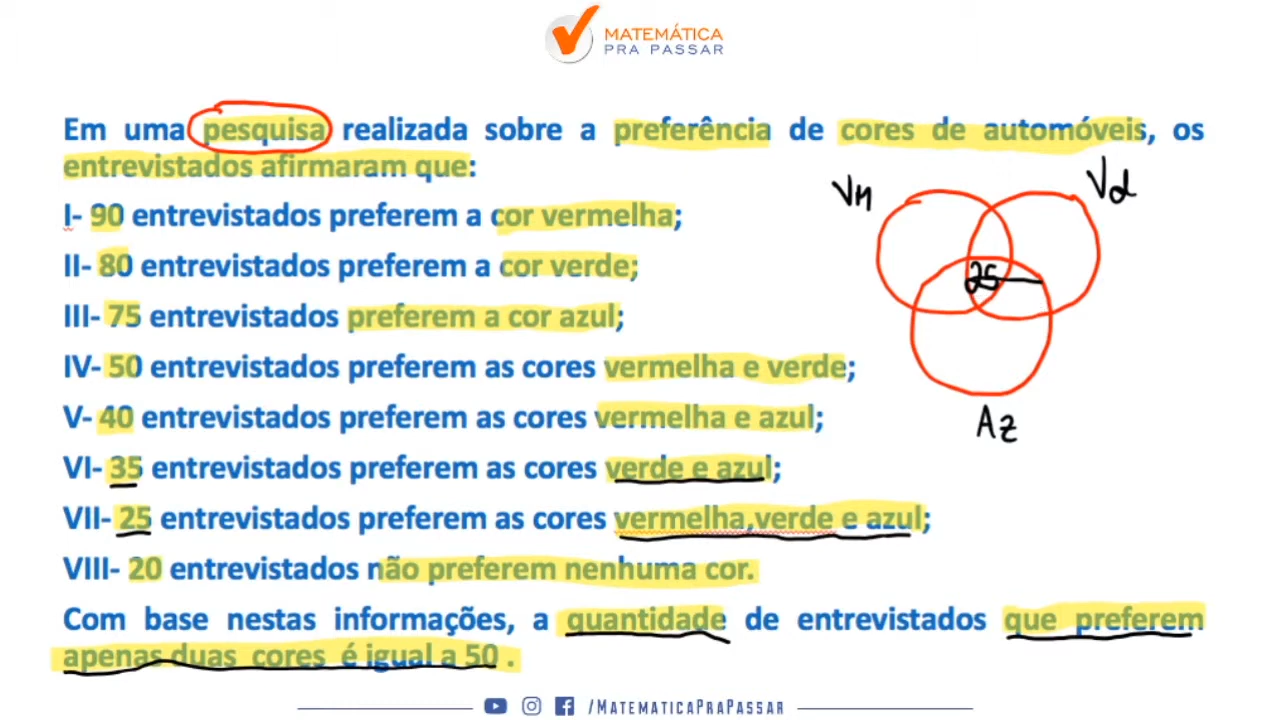 MATEMÁTICA
PRA PASSAR
Em uma pesquisa realizada sobre a preferência de cores de automóveis, os
entrevistados afirmaram que:
I- 90 entrevistados preferem a cor vermelha;
II- 80 entrevistados preferem a cor verde;
III- 75 entrevistados preferem a cor azul;
IV- 50 entrevistados preferem as cores vermelha e verde;
V- 40 entrevistados preferem as cores vermelha e azul;
VI- 35 entrevistados preferem as cores verde e azul;
VII- 25 entrevistados preferem as cores vermelha,verde e azul;
VIII- 20 entrevistados não preferem nenhuma cor.
Com base nestas informações, a quantidade de entrevistados que preferem
apenas duas cores é igual a 50 .
Vm
Vd
25
Az
/MATEMATICAPRAPASSAR